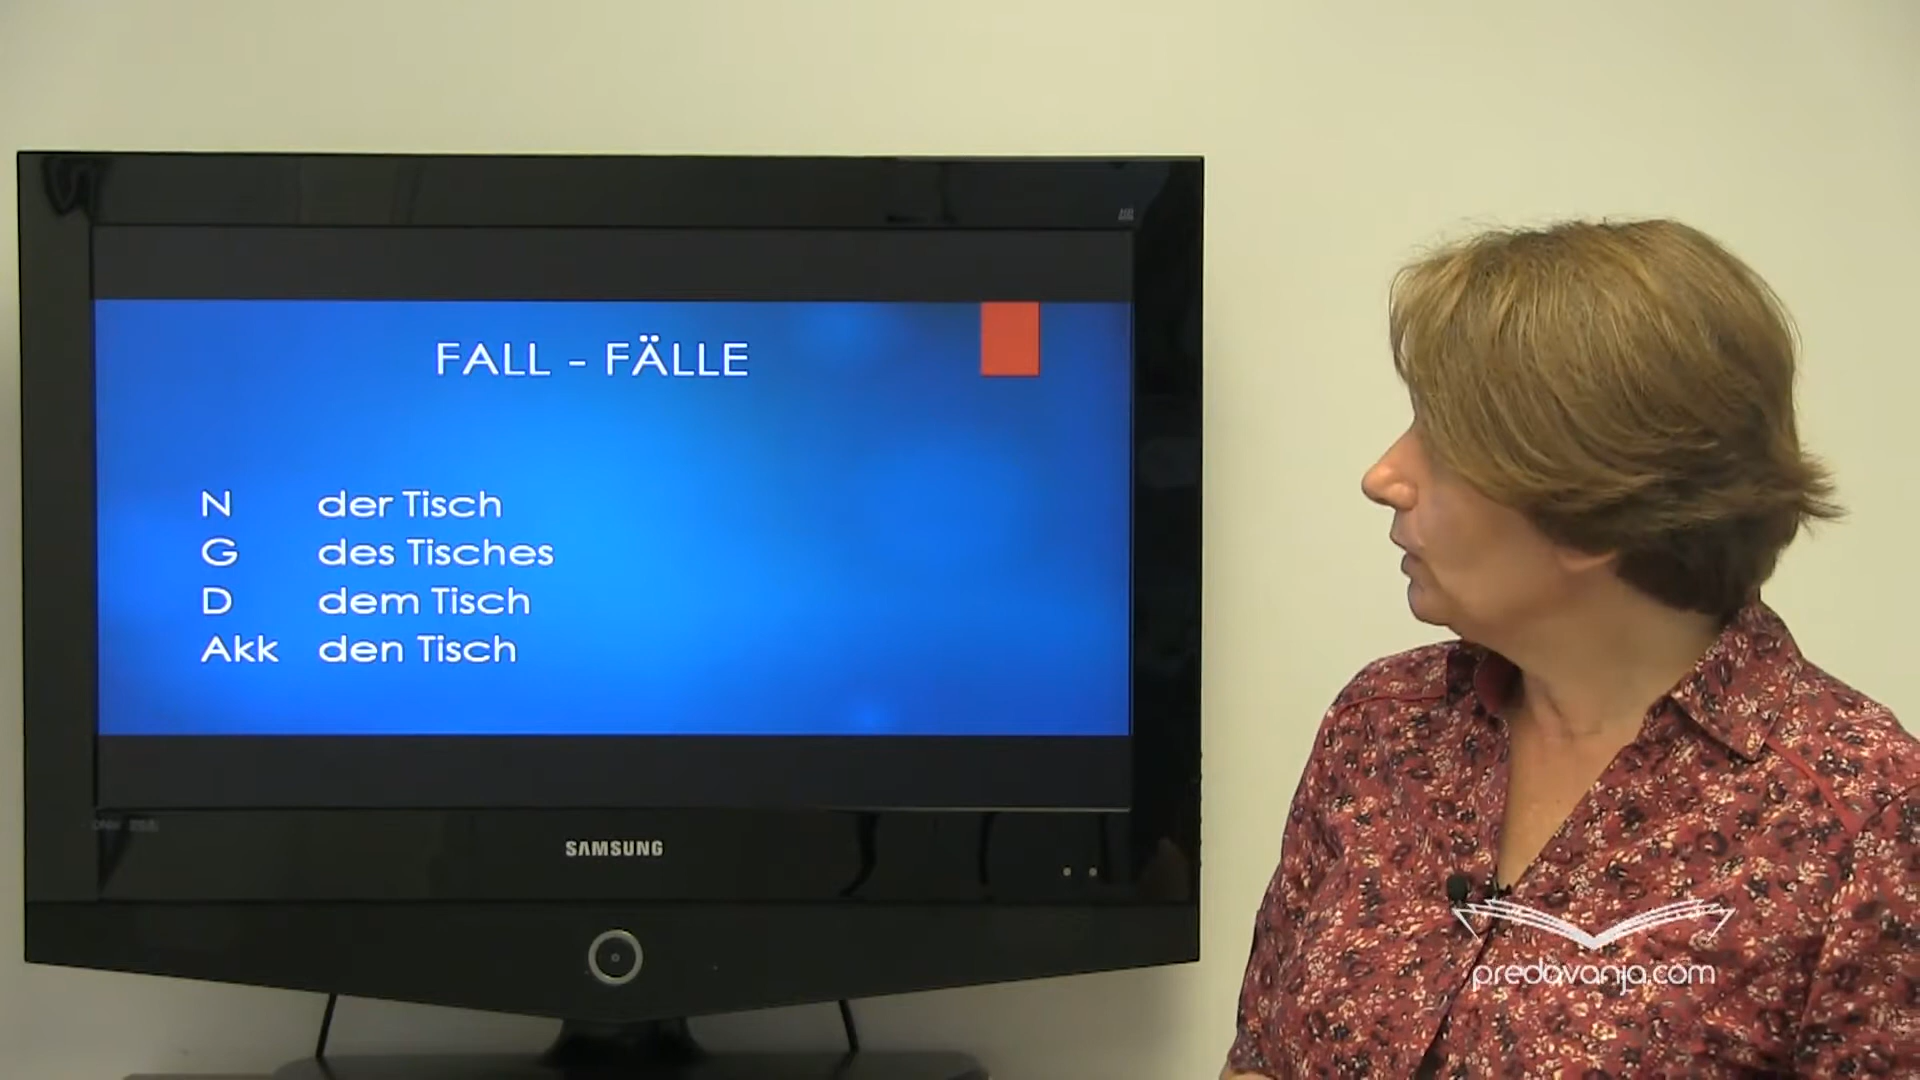 FALL - FÄLLE
N der Tisch
G des Tisches
D dem Tisch
Akk den Tisch
SAMSUNG
predavanja.com